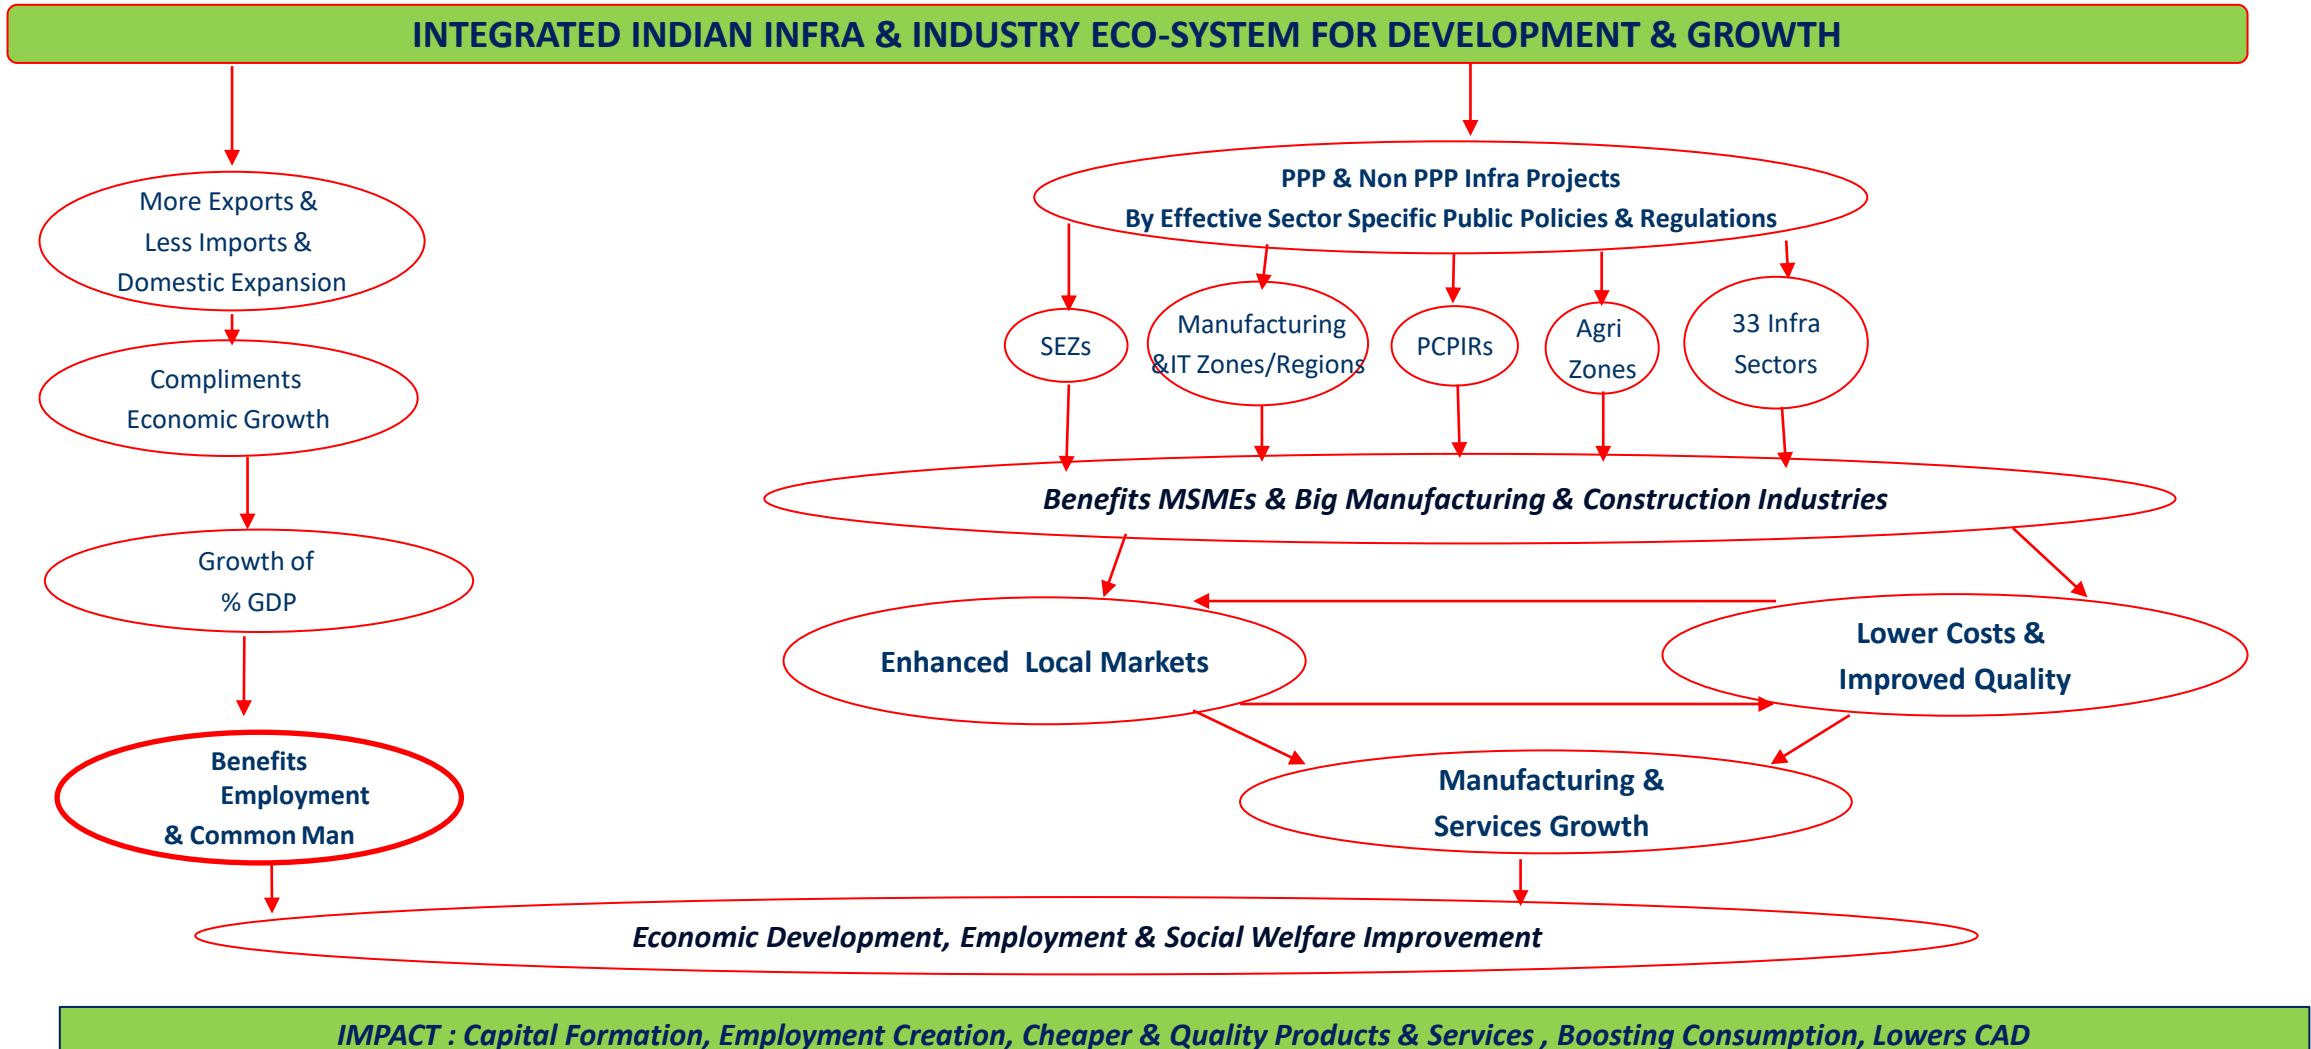 INTEGRATED INDIAN INFRA & INDUSTRY ECO-SYSTEM FOR DEVELOPMENT & GROWTH
More Exports &
Less Imports &
Domestic Expansion
Compliments
Economic Growth
Growth of
% GDP
Benefits
Employment
& Common Man
PPP & Non PPP Infra Projects
By Effective Sector Specific Public Policies & Regulations
SEZs
Manufacturing
&IT Zones/Regions
PCPIRs
Agri
Zones
33 Infra
Sectors
Benefits MSMEs & Big Manufacturing & Construction Industries
Enhanced Local Markets
Lower Costs &
Improved Quality
Manufacturing &
Services Growth
Economic Development, Employment & Social Welfare Improvement
IMPACT : Capital Formation, Employment Creation, Cheaper & Quality Products & Services , Boosting Consumption, Lowers CAD